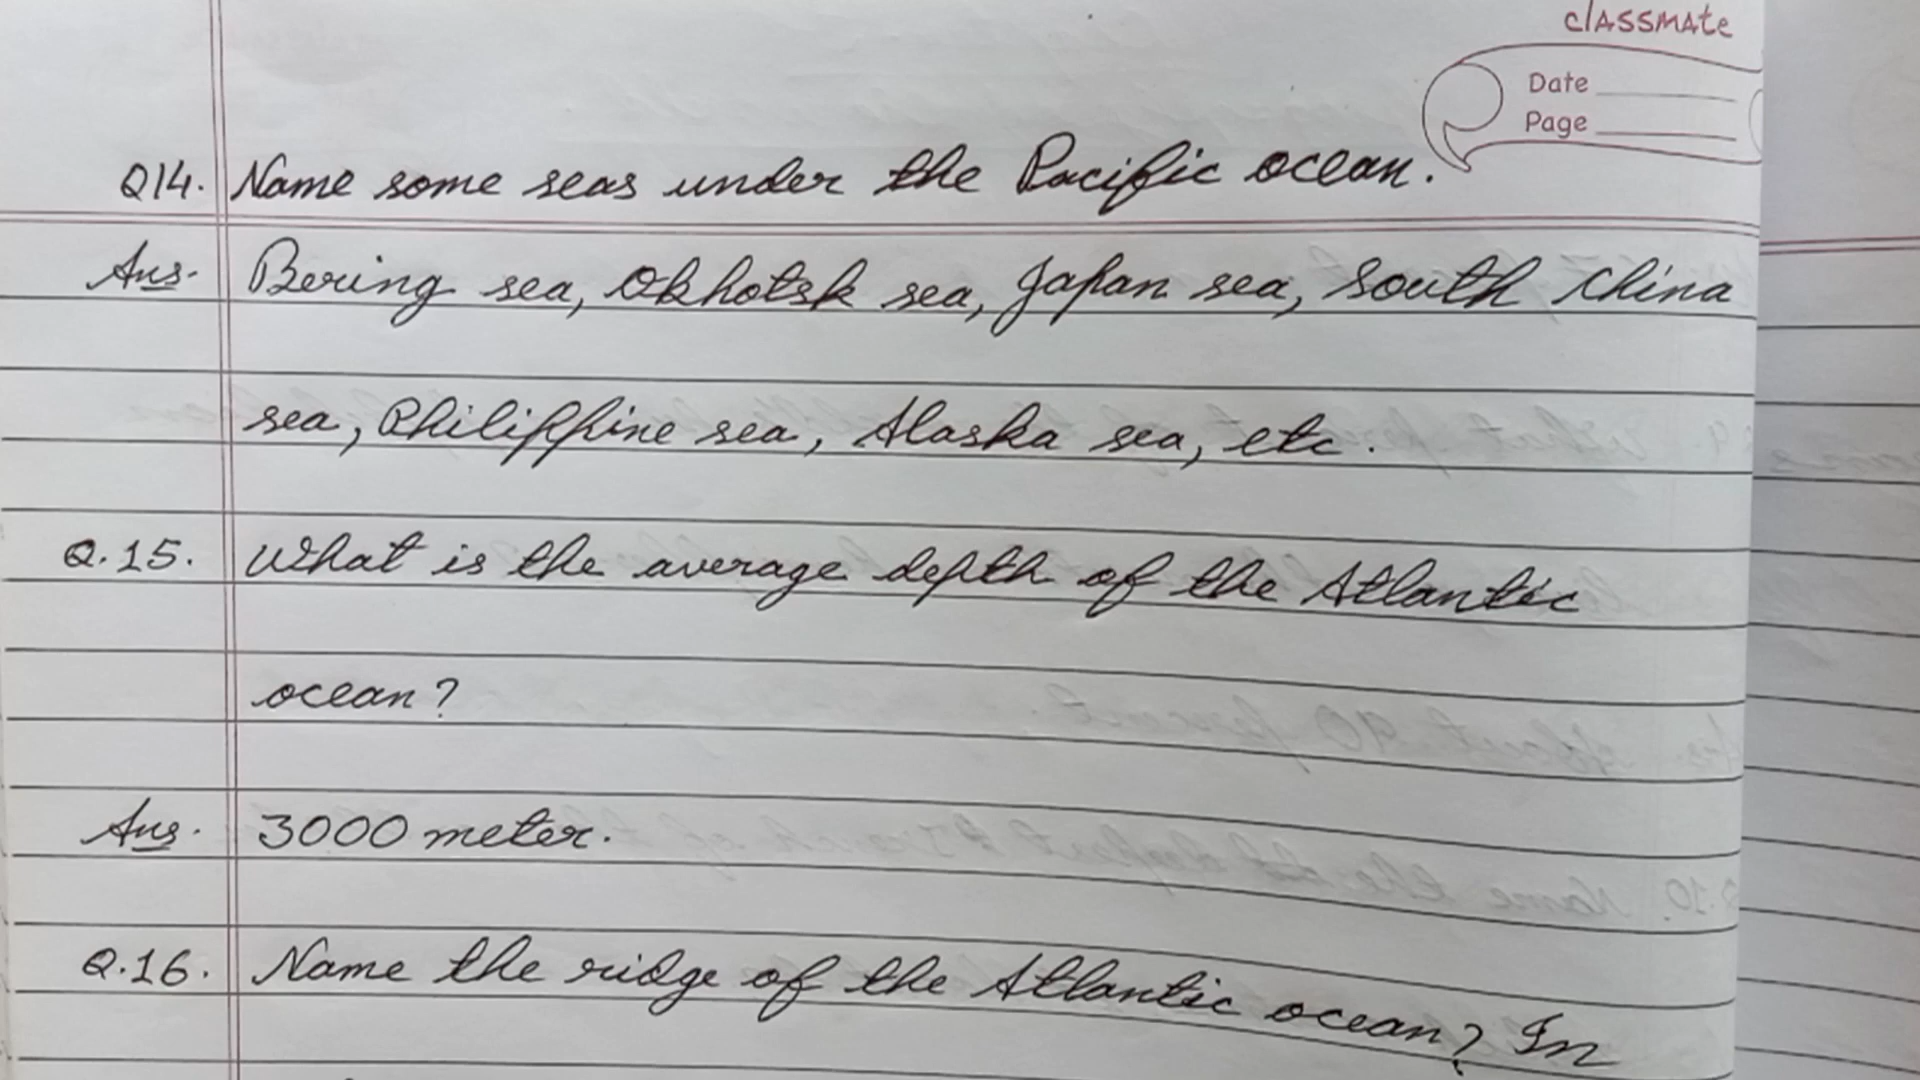 classmate
Date
Page
Q14. Name some seas under the Pacific ocean.
Ans. Bering sea, Okhotsk sea, Japan sea, South China
sea, Philippine sea, Alaska sea, etc.
Q.15. What is the average depth of the Atlantic
ocean?
Ans. 3000 meter.
Q.16. Name the ridge of the Atlantic ocean? In